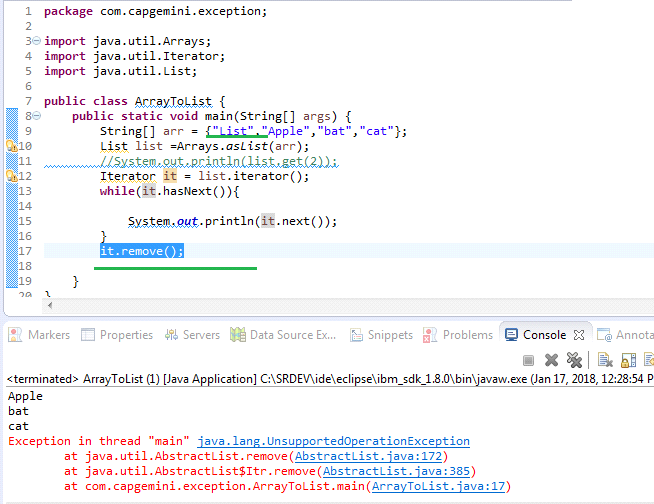 1 package com.capgemini.exception;
2
3 import java.util.Arrays;
4 import java.util.Iterator;
5 import java.util.List;
6
7 public class ArrayToList {
8 public static void main(String[] args) {
9 String[] arr = {"List","Apple","bat","cat"};
10 List list =Arrays.asList(arr);
11 //System.out.println(list.get(2));
12 Iterator it = list.iterator();
13 while(it.hasNext()){
14
15 System.out.println(it.next());
16 }
17 it.remove();
18
19 }
20 }
Markers Properties Servers Data Source Ex... Snippets Problems Console Annota
<terminated> ArrayToList (1) [Java Application] C:\SRDEV\ide\eclipse\ibm_sdk_1.8.0\bin\javaw.exe (Jan 17, 2018, 12:28:54 P
Apple
bat
cat
Exception in thread "main" java.lang.UnsupportedOperationException
at java.util.AbstractList.remove(AbstractList.java:172)
at java.util.AbstractList$Itr.remove(AbstractList.java:385)
at com.capgemini.exception.ArrayToList.main(ArrayToList.java:17)